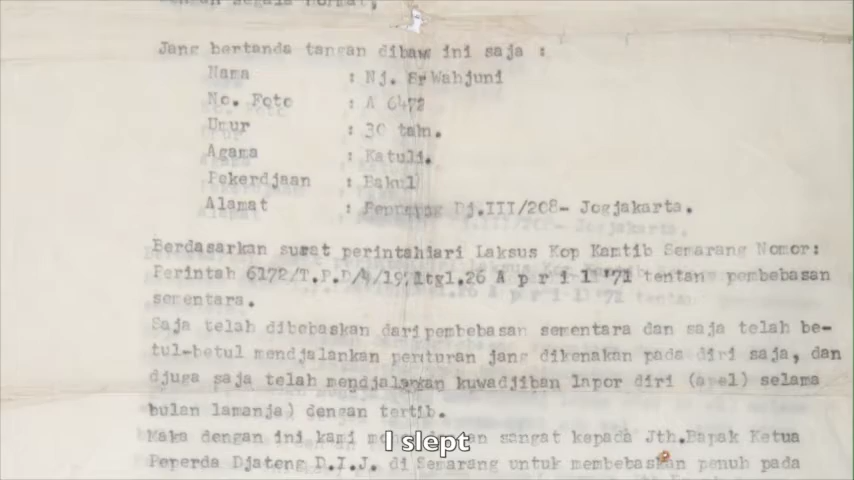 dengan segala hormat,
Jang bertanda tangan dibawa ini saja :
Nama : Nj. Sr Wahjuni
No. Foto : A 6472
Umur : 30 tahn.
Agama : Katuli.
Pekerdjaan : Bakul
Alamat : Dj.III/208- Jogjakarta.
Berdasarkan surat perintahiari Laksus Kop Kamtib Semarang Nomor:
Perintah 6172/T.P.D/4/1971tgl.26 A p r i l '71 tentang pembebasan
sementara.
Saja telah dibebaskan dari pembebasan sementara dan saja telah be-
tul-betul mendjalankan peraturan jang dikenakan pada diri saja, dan
djuga saja telah mendjalankan kuwadjiban lapor diri (apel) selama
bulan lamanja) dengan tertib.
Maka dengan ini kami sangat kepada Jth.Bapak Ketua
Peperda Djateng D.I.J. di Semarang untuk membebaskan penuh pada
I slept